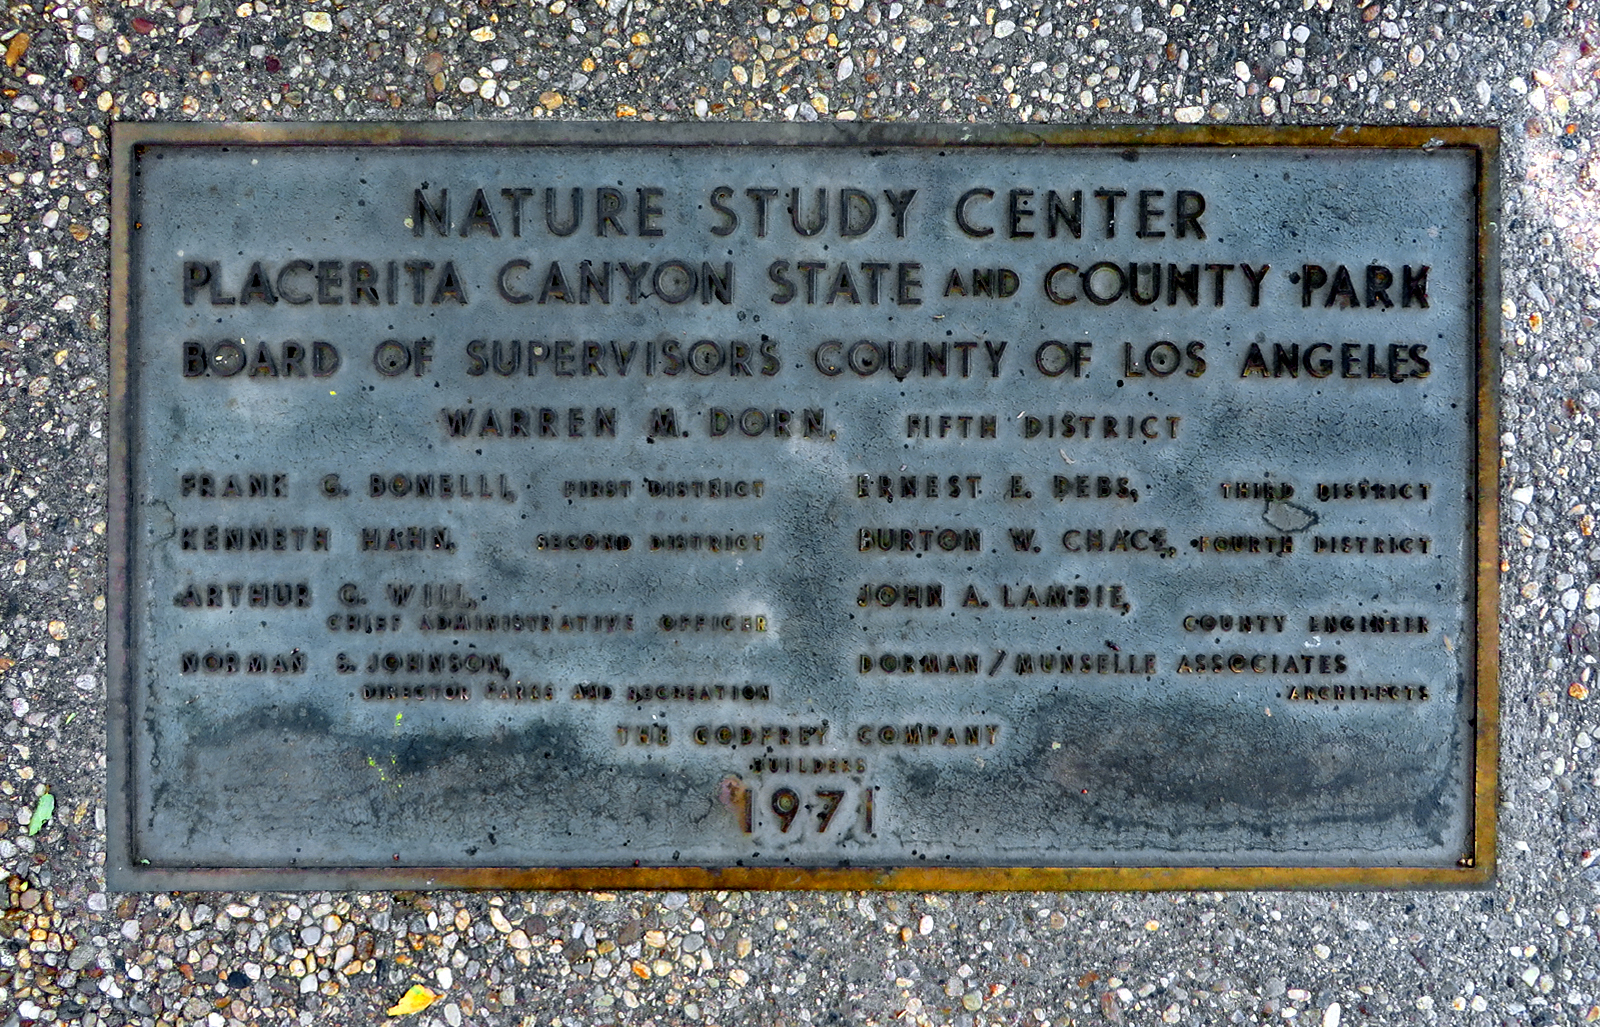 NATURE STUDY CENTER
PLACERITA CANYON STATE AND COUNTY PARK
BOARD OF SUPERVISORS COUNTY OF LOS ANGELES
WARREN M. DORN, FIFTH DISTRICT
FRANK G. BONELLI, FIRST DISTRICT
ERNEST E. DEBS, THIRD DISTRICT
KENNETH HAHN, SECOND DISTRICT
BURTON W. CHACE, FOURTH DISTRICT
ARTHUR G. WILL,
CHIEF ADMINISTRATIVE OFFICER
JOHN A. LAMBIE,
COUNTY ENGINEER
NORMAN S. JOHNSON,
DIRECTOR PARKS AND RECREATION
DORMAN/MUNSELLE ASSOCIATES
ARCHITECTS
THE GODFREY COMPANY
BUILDERS
1971